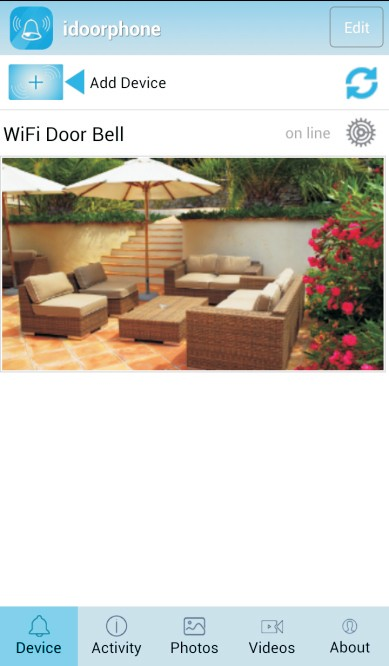 idoorphone
Edit
Add Device
WiFi Door Bell
on line
Device
Activity
Photos
Videos
About